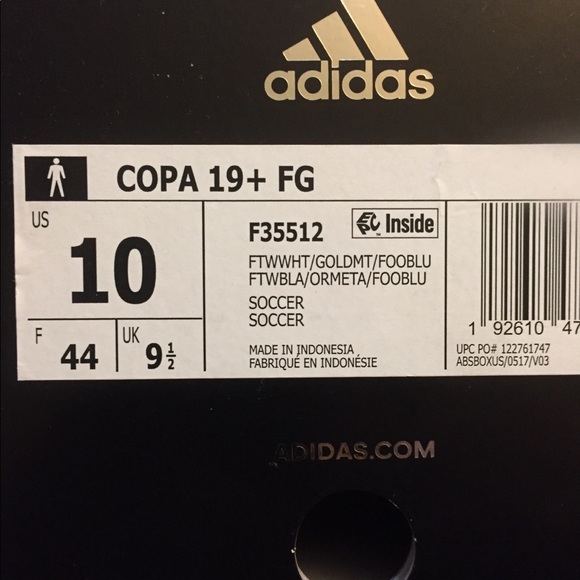 adidas
COPA 19+ FG
US
10
F
44
UK
9½
F35512
EPC Inside
FTWWHT/GOLDMT/FOOBLU
FTWBLA/ORMETA/FOOBLU
SOCCER
SOCCER
MADE IN INDONESIA
FABRIQUÉ EN INDONÉSIE
1 92610 47
UPC PO# 122761747
ABSBOXUS/0517/V03
ADIDAS.COM